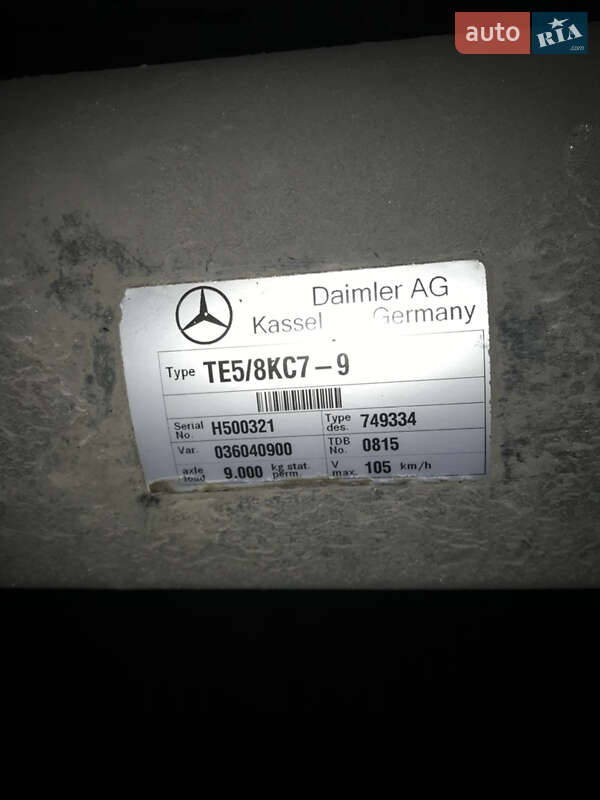 auto RIA.com
Daimler AG
Kassel Germany
Type TE5/8KC7-9
Serial No. H500321 Type des. 749334
Var. 036040900 TDB No. 0815
axle load 9.000 kg stat. perm. V max. 105 km/h